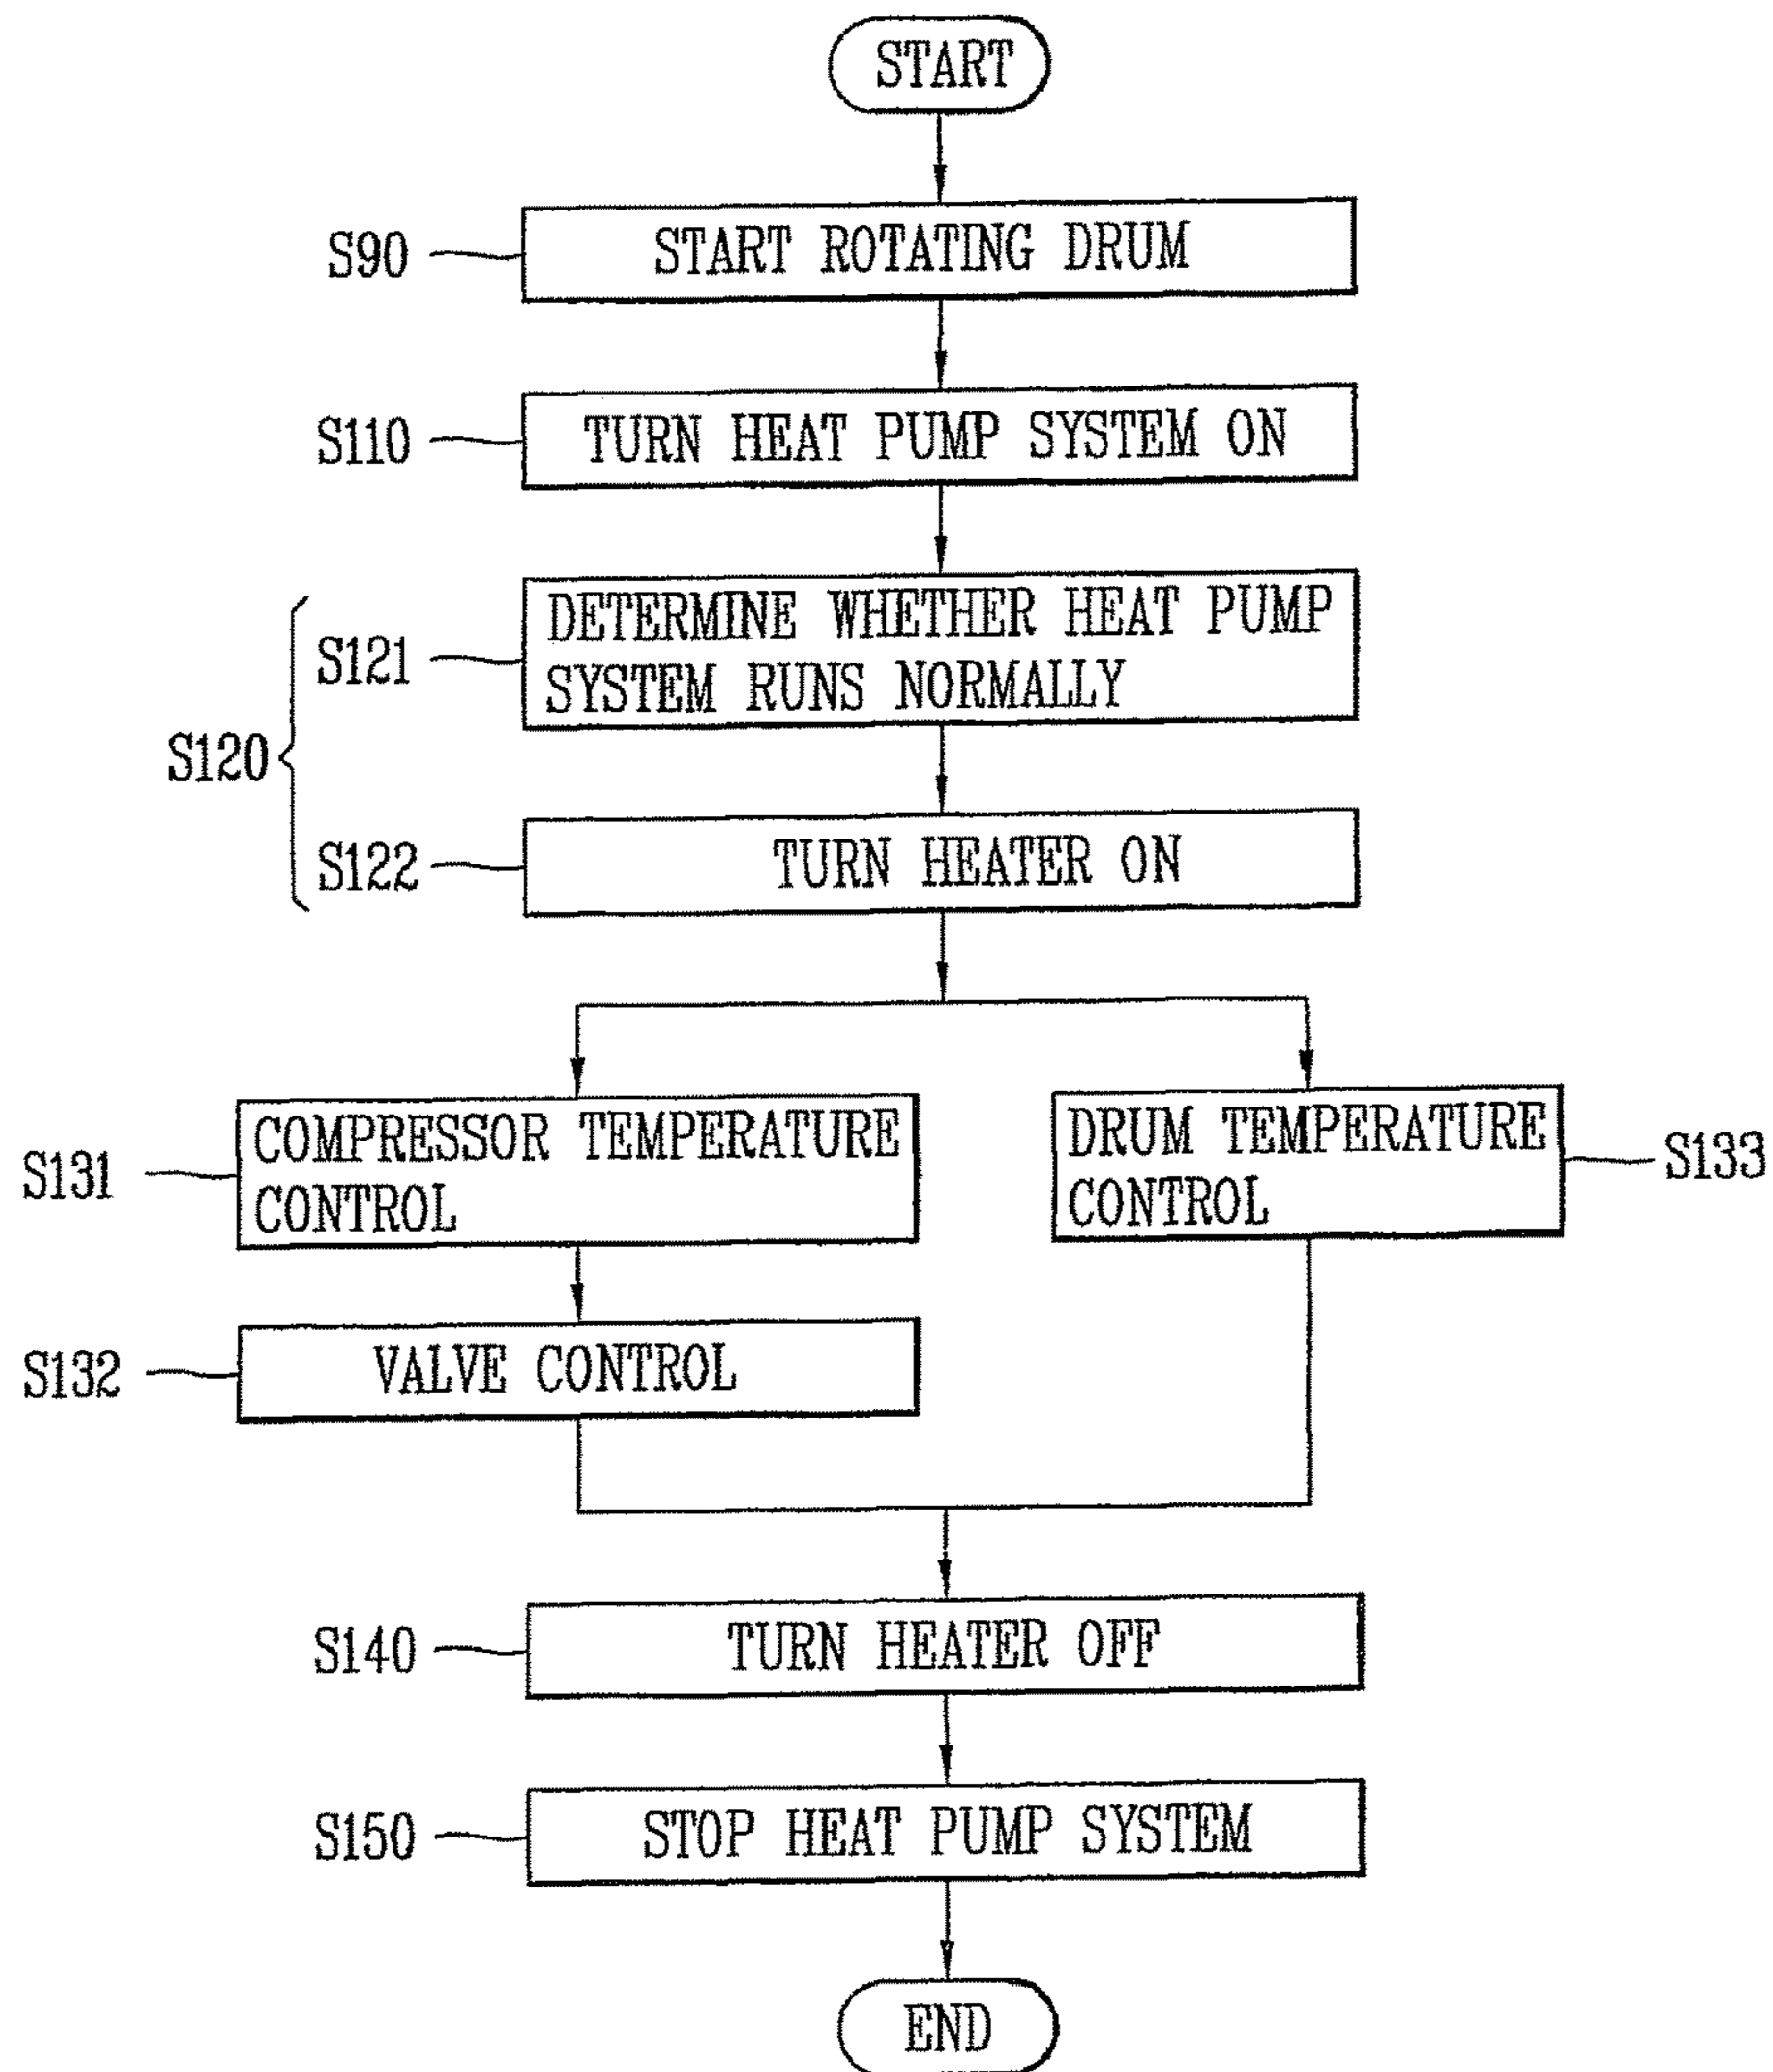 START
S90
START ROTATING DRUM
S110
TURN HEAT PUMP SYSTEM ON
S120
S121
DETERMINE WHETHER HEAT PUMP
SYSTEM RUNS NORMALLY
S122
TURN HEATER ON
S131
COMPRESSOR TEMPERATURE
CONTROL
DRUM TEMPERATURE
CONTROL
S133
S132
VALVE CONTROL
S140
TURN HEATER OFF
S150
STOP HEAT PUMP SYSTEM
END